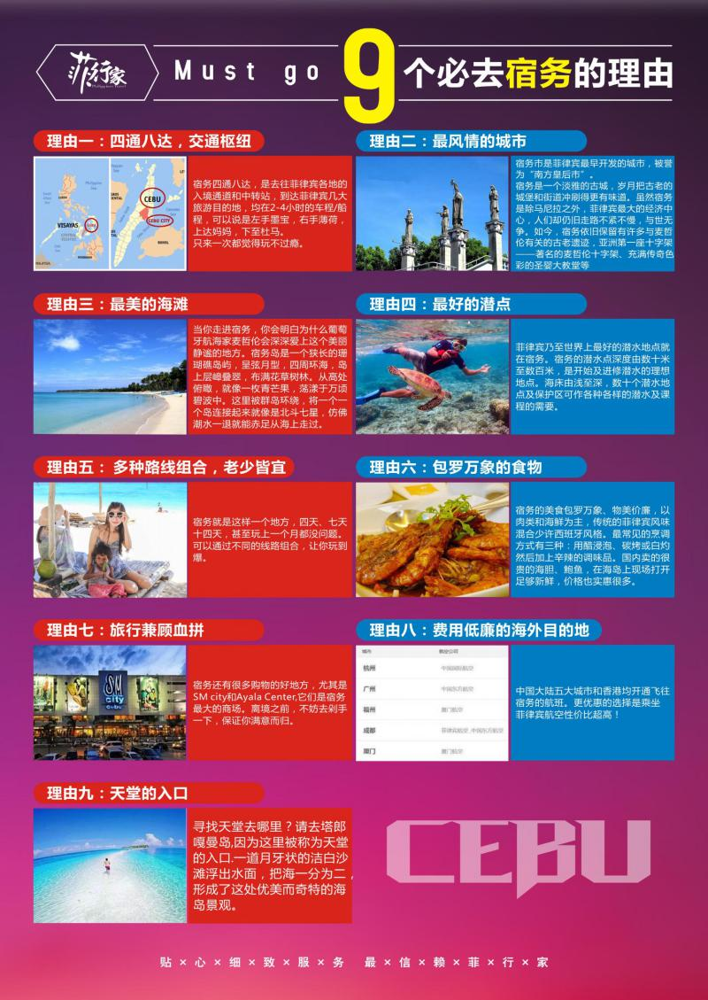 菲行家
Philippines Travel
Must go 9个必去宿务的理由
理由一：四通八达，交通枢纽
VISAYAS
CEBU
CEBU CITY
BOHOL
MALAYSIA
宿务四通八达，是去往菲律宾各地的
入境通道和中转站，到达菲律宾几大
旅游目的地，均在2-4小时的车程/船
程，可以说是左手墨宝，右手薄荷，
上达妈妈，下至杜马。
只来一次都觉得玩不过瘾。
理由二：最风情的城市
宿务市是菲律宾最早开发的城市，被誉
为“南方皇后市”。
宿务是一个淡雅的古城，岁月把古老的
城堡和街道冲刷得更有味道。虽然宿务
是除马尼拉之外，菲律宾最大的经济中
心，人们却仍旧走路不紧不慢，与世无
争。如今，宿务依旧保留有许多与麦哲
伦有关的古老遗迹，亚洲第一座十字架
——著名的麦哲伦十字架、充满传奇色
彩的圣婴大教堂等
理由三：最美的海滩
当你走进宿务，你会明白为什么葡萄
牙航海家麦哲伦会深深爱上这个美丽
静谧的地方。宿务岛是一个狭长的珊
瑚礁岛屿，呈弦月型，四周环海，岛
上层嶂叠翠，布满花草树林。从高处
俯瞰，就像一枚青芒果，荡漾于万顷
碧波中。这里被群岛环绕，将一个一
个岛连接起来就像是北斗七星，仿佛
潮水一退就能赤足从海上走过。
理由四：最好的潜点
菲律宾乃至世界上最好的潜水地点就
在宿务。宿务的潜水点深度由数十米
至数百米，是开始及进修潜水的理想
地点。海床由浅至深，数十个潜水地
点及保护区可作各种各样的潜水及课
程的需要。
理由五： 多种路线组合，老少皆宜
宿务就是这样一个地方，四天、七天
十四天，甚至玩上一个月都没问题。
可以通过不同的线路组合，让你玩到
爆。
理由六：包罗万象的食物
宿务的美食包罗万象、物美价廉，以
肉类和海鲜为主，传统的菲律宾风味
混合少许西班牙风格。最常见的烹调
方式有三种：用醋浸泡、碳烤或白灼
然后加上辛辣的调味品。国内卖的很
贵的海胆、鲍鱼，在海岛上现场打开
足够新鲜，价格也实惠很多。
理由七：旅行兼顾血拼
SM
city
cebu
宿务还有很多购物的好地方，尤其是
SM city和Ayala Center,它们是宿务
最大的商场。离境之前，不妨去剁手
一下，保证你满意而归。
理由八：费用低廉的海外目的地
城市 航空公司
杭州 中国国际航空
广州 中国东方航空
福州 厦门航空
成都 菲律宾航空_中国东方航空
厦门 厦门航空
中国大陆五大城市和香港均开通飞往
宿务的航班。更优惠的选择是乘坐
菲律宾航空性价比超高！
理由九：天堂的入口
寻找天堂去哪里？请去塔郎
嘎曼岛,因为这里被称为天堂
的入口.一道月牙状的洁白沙
滩浮出水面，把海一分为二，
形成了这处优美而奇特的海
岛景观。
CEBU
贴×心×细×致×服×务 最×信×赖×菲×行×家